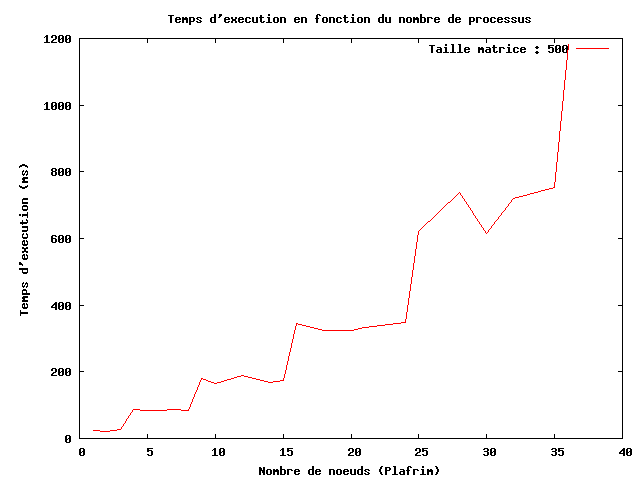 Temps d'execution en fonction du nombre de processus
Taille matrice : 500
1200
1000
800
600
400
200
0
Temps d'execution (ms)
0 5 10 15 20 25 30 35 40
Nombre de noeuds (Plafrim)